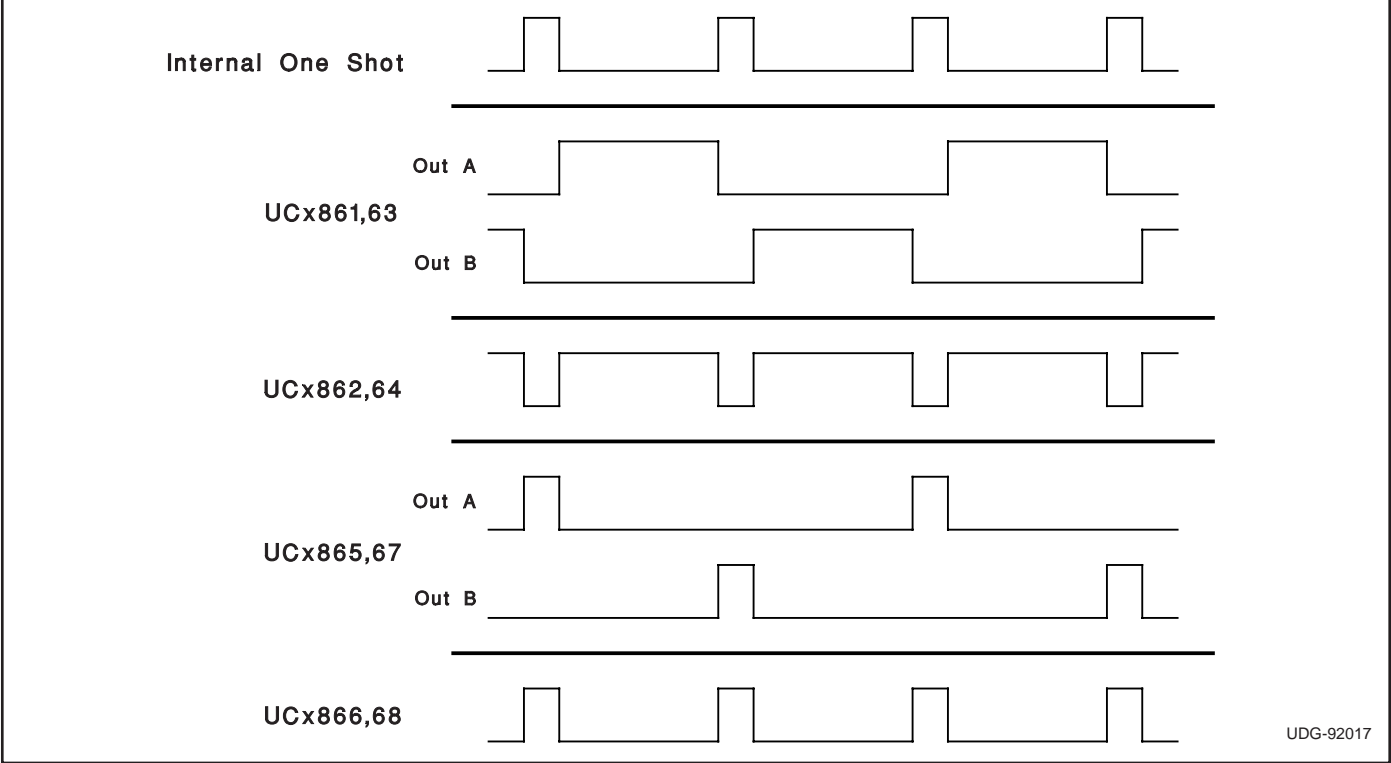 Internal One Shot
Out A
UCx861,63
Out B
UCx862,64
Out A
UCx865,67
Out B
UCx866,68
UDG-92017